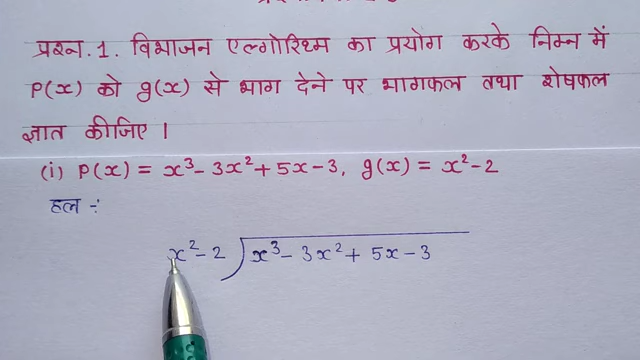 प्रश्न.1. विभाजन एल्गोरिथ्म का प्रयोग करके निम्न में
P(x) को g(x) से भाग देने पर भागफल तथा शेषफल
ज्ञात कीजिए।
(i) P(x) = x³ - 3x² + 5x - 3, g(x) = x² - 2
हल :-
x² - 2 ) x³ - 3x² + 5x - 3